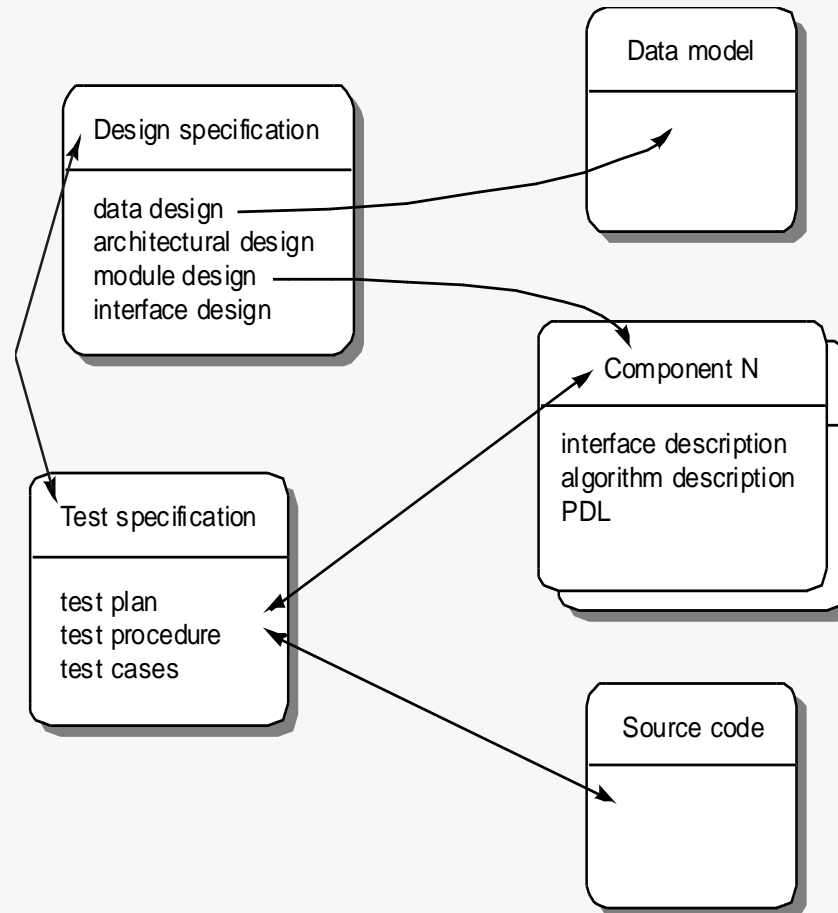 Data model
Design specification
data design
architectural design
module design
interface design
Component N
interface description
algorithm description
PDL
Test specification
test plan
test procedure
test cases
Source code